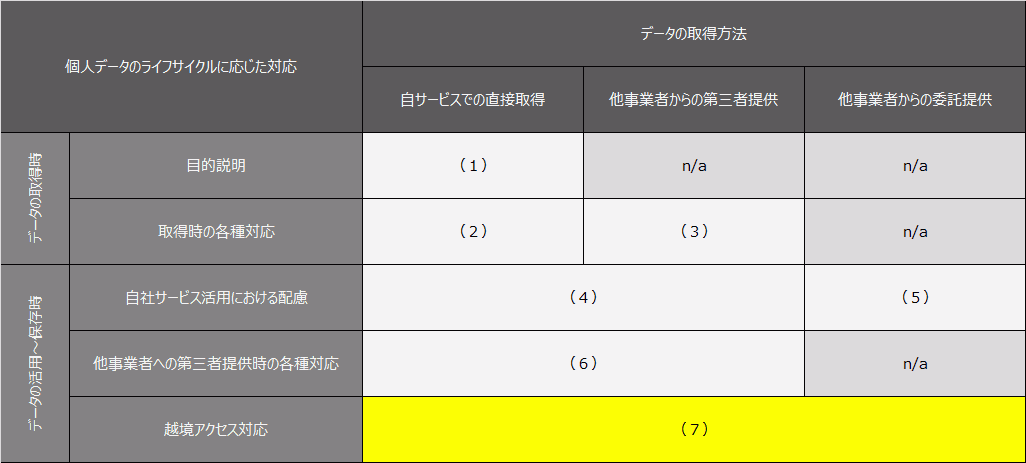 個人データのライフサイクルに応じた対応
データの取得方法
自サービスでの直接取得
他事業者からの第三者提供
他事業者からの委託提供
データの取得時
目的説明
（１）
n/a
n/a
取得時の各種対応
（２）
（３）
n/a
データの活用～保存時
自社サービス活用における配慮
（４）
（５）
他事業者への第三者提供時の各種対応
（６）
n/a
越境アクセス対応
（７）